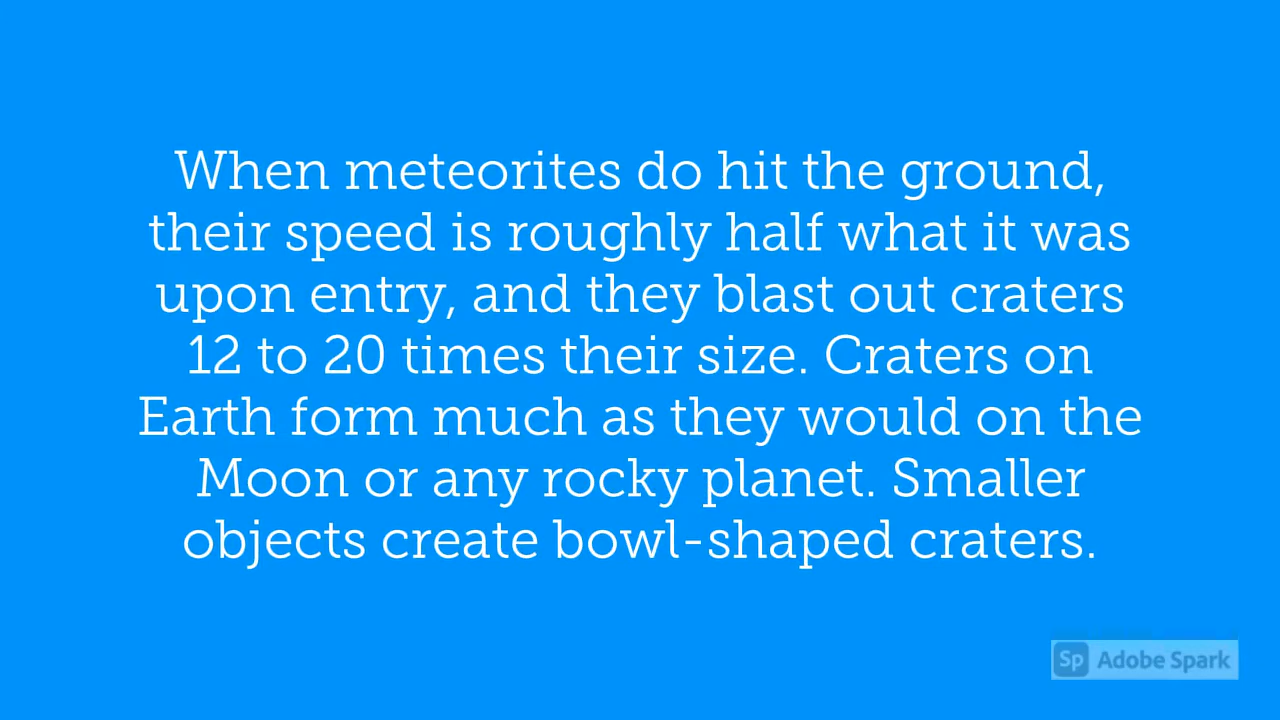 When meteorites do hit the ground,
their speed is roughly half what it was
upon entry, and they blast out craters
12 to 20 times their size. Craters on
Earth form much as they would on the
Moon or any rocky planet. Smaller
objects create bowl-shaped craters.
Sp Adobe Spark